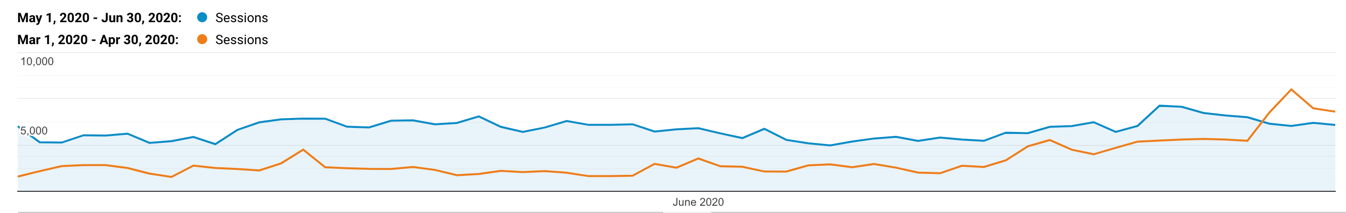 May 1, 2020 - Jun 30, 2020: Sessions
Mar 1, 2020 - Apr 30, 2020: Sessions
10,000
5,000
June 2020